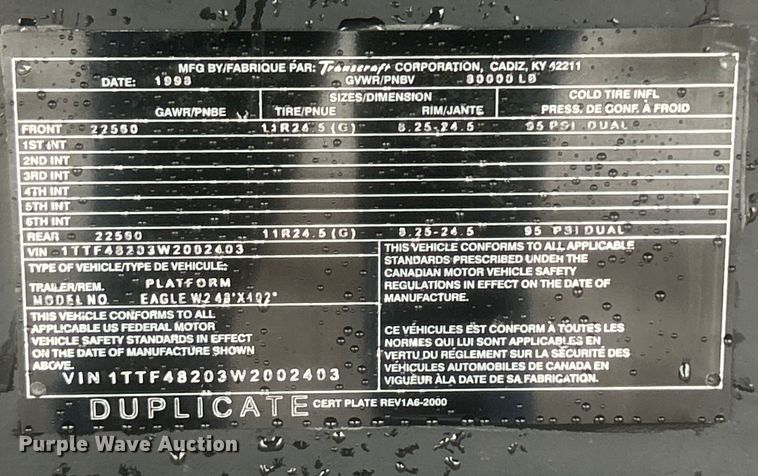 MFG BY/FABRIQUE PAR: Transcraft CORPORATION, CADIZ, KY 42211
DATE: 1998 GVWR/PNBV 80000 LB
GAWR/PNBE SIZES/DIMENSION COLD TIRE INFL
TIRE/PNUE RIM/JANTE PRESS. DE CONF. À FROID
FRONT 22500 11R24.5(G) 8.25-24.5 95 PSI DUAL
1ST INT
2ND INT
3RD INT
4TH INT
5TH INT
6TH INT
REAR 22500 11R24.5(G) 8.25-24.5 95 PSI DUAL
VIN 1TTF48203W2002403
TYPE OF VEHICLE/TYPE DE VEHICULE:
TRAILER/REM. PLATFORM
MODEL NO. EAGLE W2 48'X102"
THIS VEHICLE CONFORMS TO ALL
APPLICABLE US FEDERAL MOTOR
VEHICLE SAFETY STANDARDS IN EFFECT
ON THE DATE OF MANUFACTURE SHOWN
ABOVE.
VIN 1TTF48203W2002403
THIS VEHICLE CONFORMS TO ALL APPLICABLE
STANDARDS PRESCRIBED UNDER THE
CANADIAN MOTOR VEHICLE SAFETY
REGULATIONS IN EFFECT ON THE DATE OF
MANUFACTURE.
CE VÉHICULES EST CONFORM À TOUTES LES
NORMES QUI LUI SONT APPLICABLES EN
VERTU DU RÉGLEMENT SUR LA SÉCURITÉ DES
VÉHICULES AUTOMOBILES DE CANADA EN
VIGUEUR À LA DATE DE SA FABRICATION.
DUPLICATE CERT PLATE REV1A6-2000
Purple Wave Auction